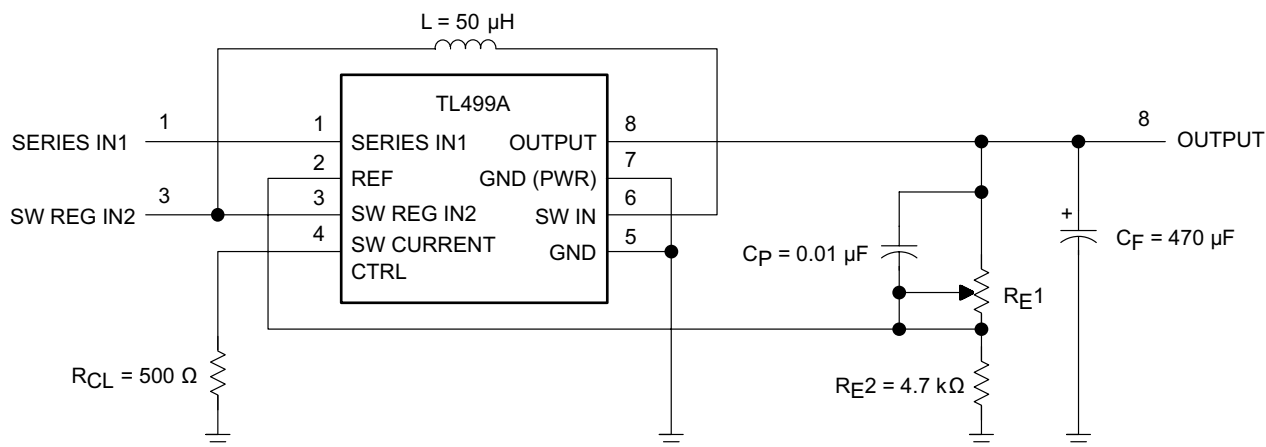 L = 50 μH
TL499A
SERIES IN1
1
1
SERIES IN1
OUTPUT
8
8
OUTPUT
2
REF
GND (PWR)
7
SW REG IN2
3
3
SW REG IN2
SW IN
6
4
SW CURRENT
CTRL
GND
5
CP = 0.01 μF
+
CF = 470 μF
RE1
RCL = 500 Ω
RE2 = 4.7 kΩ